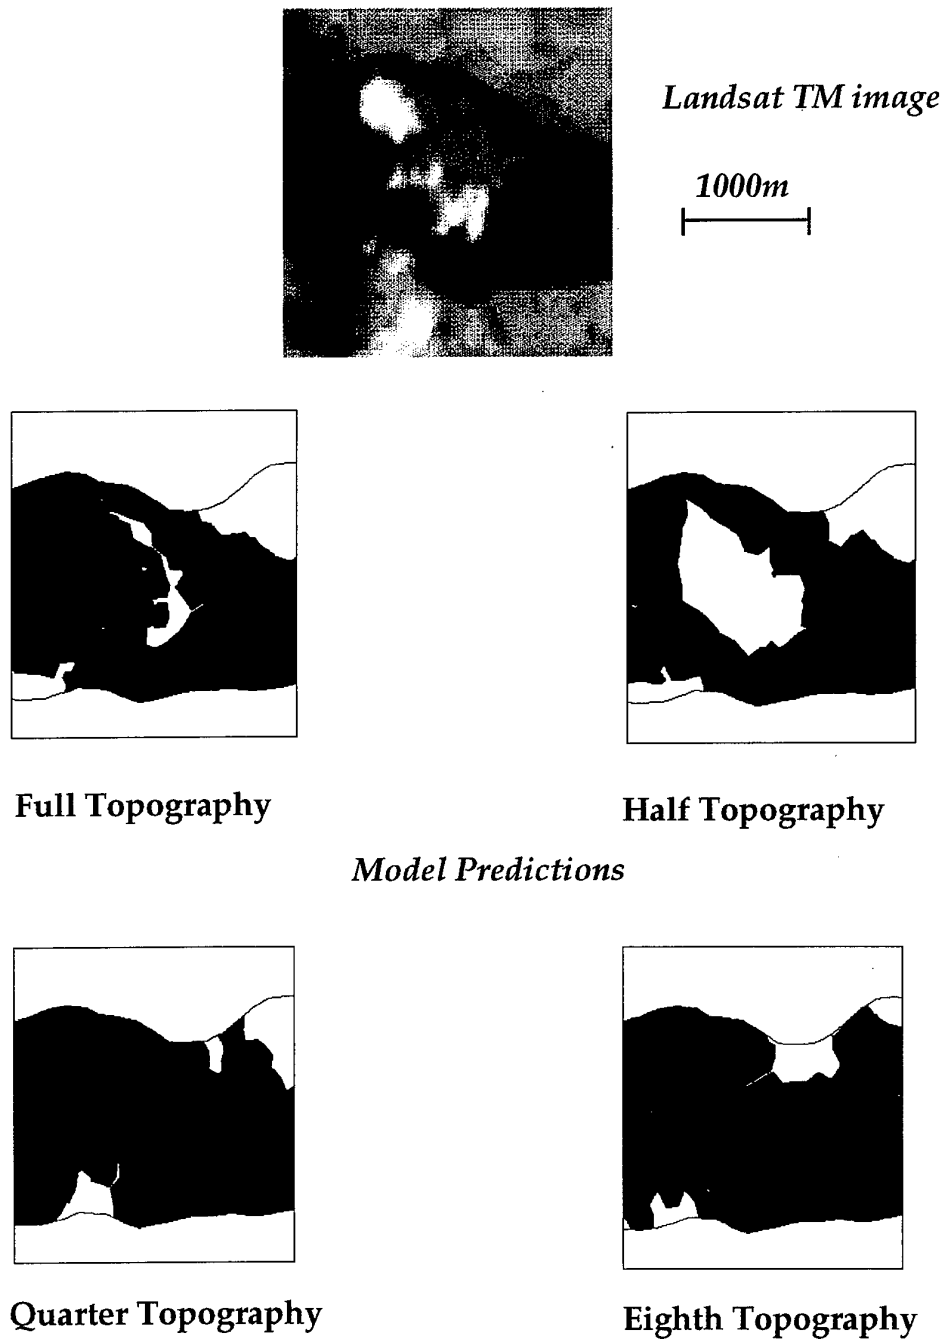 Landsat TM image
1000m
Full Topography
Half Topography
Model Predictions
Quarter Topography
Eighth Topography